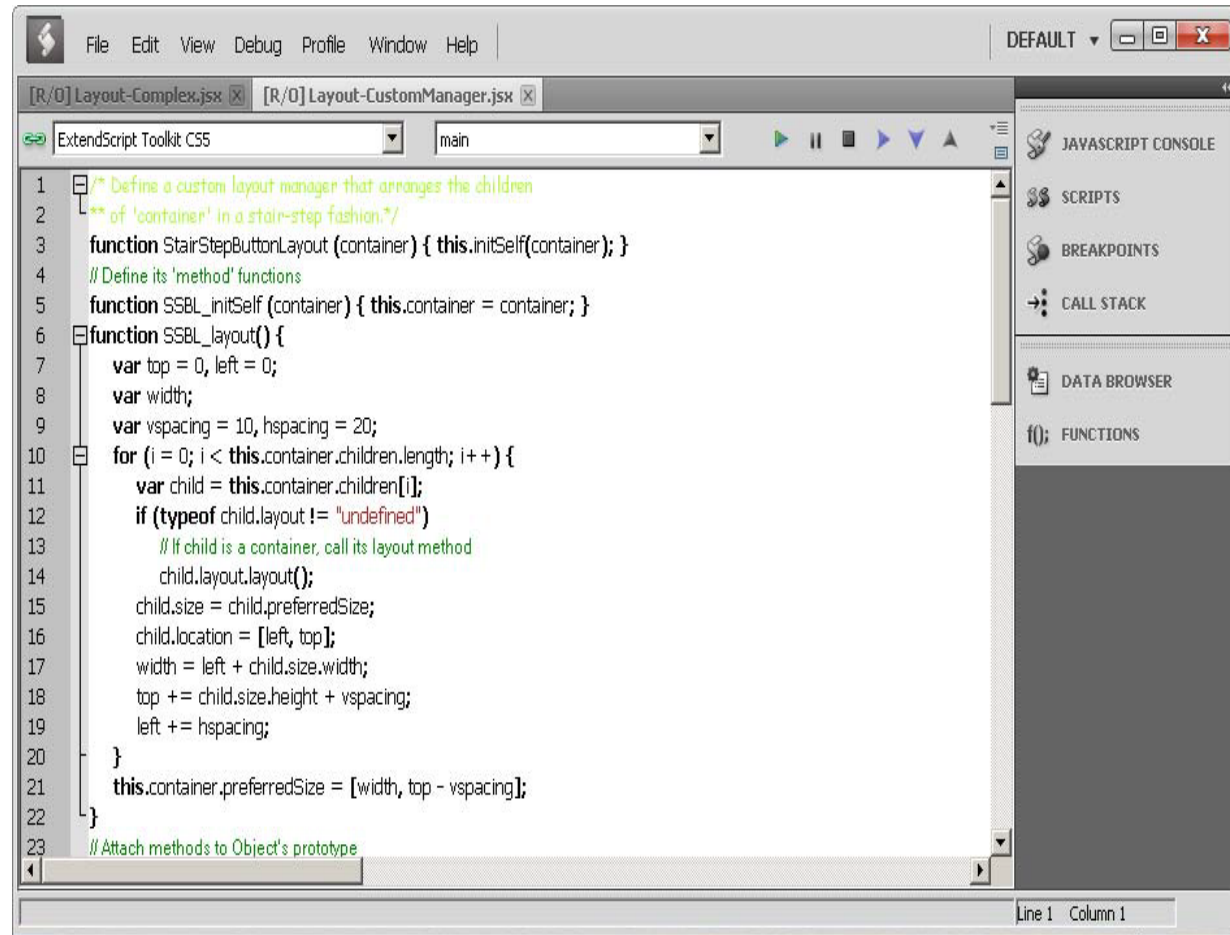 File Edit View Debug Profile Window Help DEFAULT
[R/O] Layout-Complex.jsx [R/O] Layout-CustomManager.jsx
ExtendScript Toolkit CS5 main
1 /* Define a custom layout manager that arranges the children
2 ** of 'container' in a stair-step fashion.*/
3 function StairStepButtonLayout (container) { this.initSelf(container); }
4 // Define its 'method' functions
5 function SSBL_initSelf (container) { this.container = container; }
6 function SSBL_layout() {
7 var top = 0, left = 0;
8 var width;
9 var vspacing = 10, hspacing = 20;
10 for (i = 0; i < this.container.children.length; i++) {
11 var child = this.container.children[i];
12 if (typeof child.layout != "undefined")
13 // If child is a container, call its layout method
14 child.layout.layout();
15 child.size = child.preferredSize;
16 child.location = [left, top];
17 width = left + child.size.width;
18 top += child.size.height + vspacing;
19 left += hspacing;
20 }
21 this.container.preferredSize = [width, top - vspacing];
22 }
23 // Attach methods to Object's prototype
JAVASCRIPT CONSOLE
SCRIPTS
BREAKPOINTS
CALL STACK
DATA BROWSER
f(); FUNCTIONS
Line 1 Column 1